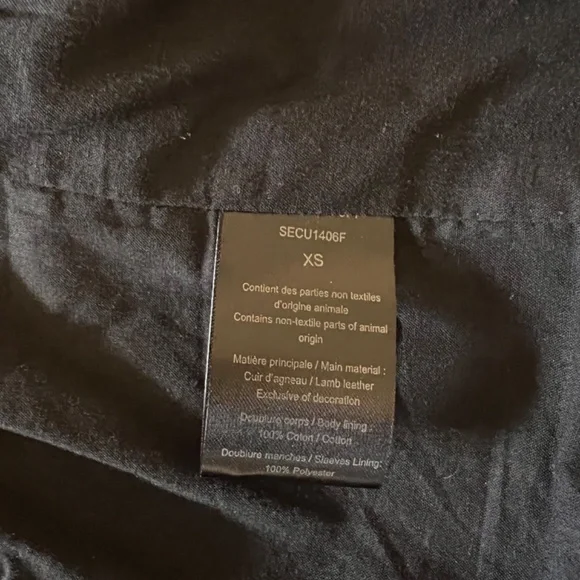 SECU1406F
XS
Contient des parties non textiles
d'origine animale
Contains non-textile parts of animal
origin
Matière principale / Main material :
Cuir d'agneau / Lamb leather
Exclusive of decoration
Doublure corps / Body lining :
100% Coton / Cotton
Doublure manches / Sleeves Lining:
100% Polyester